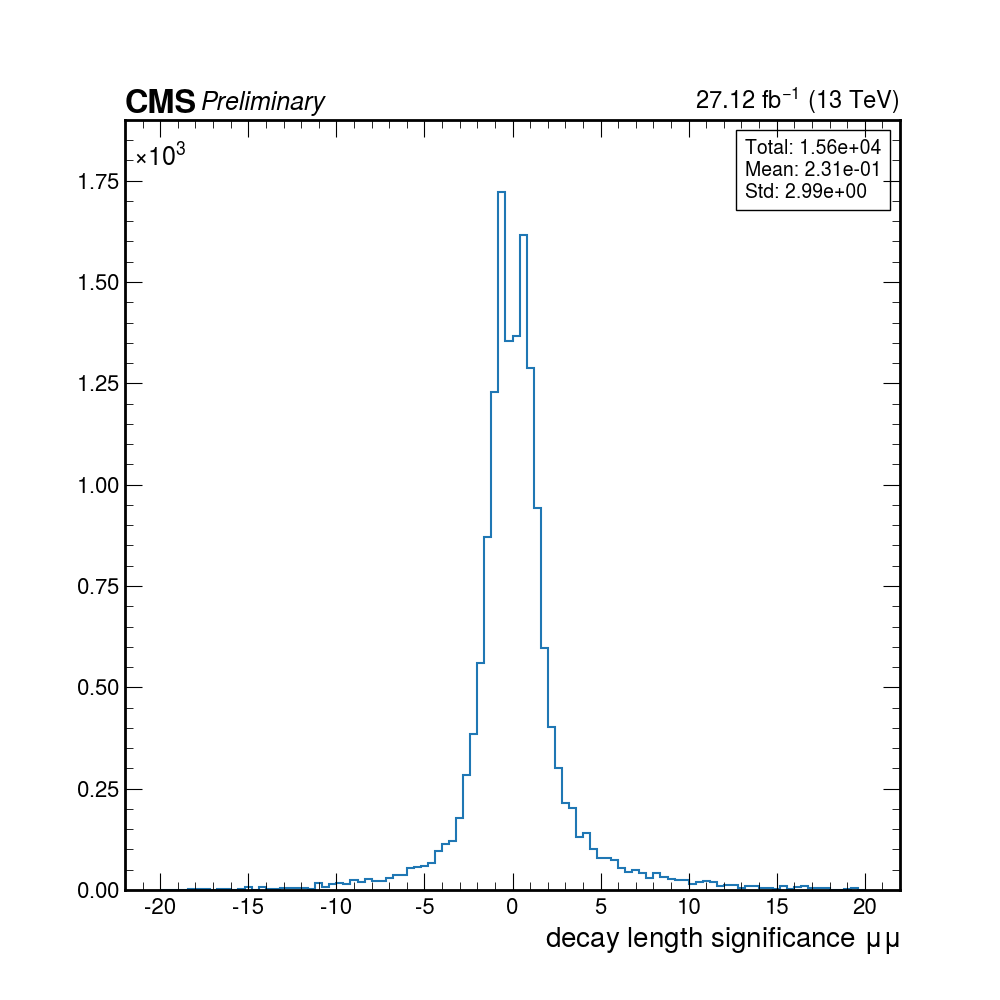 CMS Preliminary
27.12 fb⁻¹ (13 TeV)
×10³
Total: 1.56e+04
Mean: 2.31e-01
Std: 2.99e+00
1.75
1.50
1.25
1.00
0.75
0.50
0.25
0.00
-20 -15 -10 -5 0 5 10 15 20
decay length significance μμ